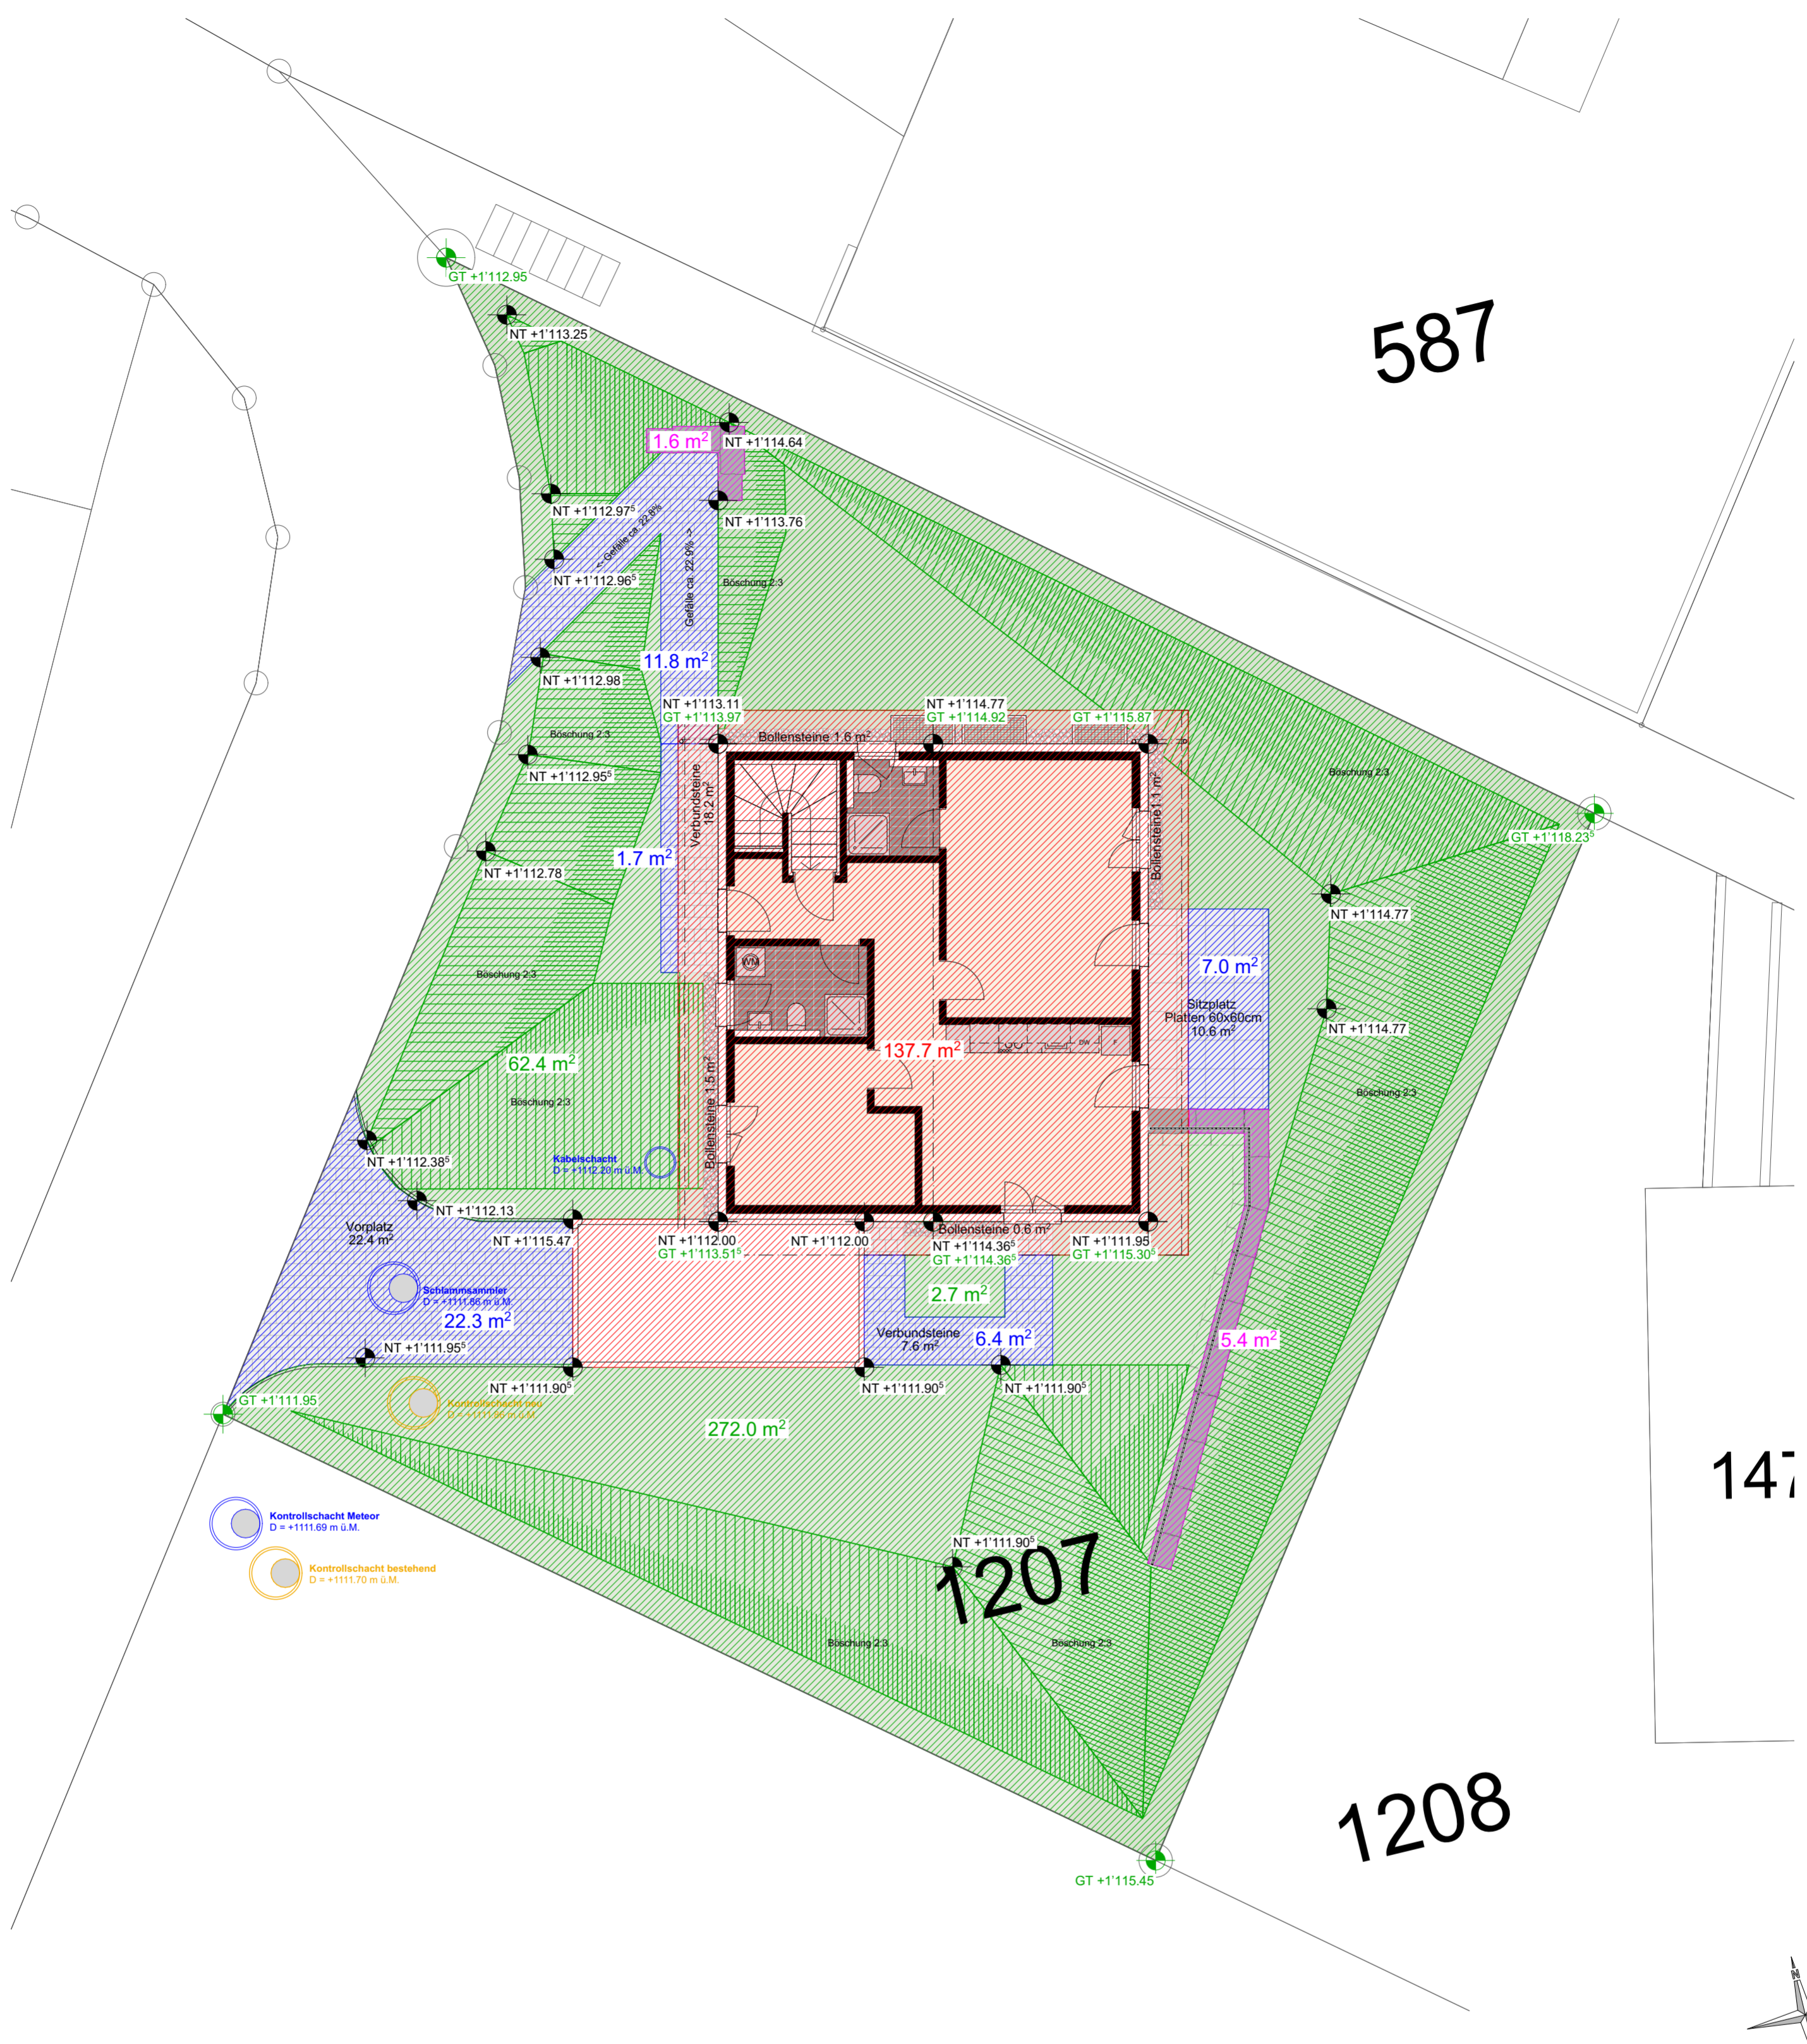 587
GT +1'112.95
NT +1'113.25
1.6 m²
NT +1'114.64
NT +1'112.97⁵
<- Gefälle ca. 22.8%
NT +1'113.76
Gefälle ca. 22.9% ->
NT +1'112.96⁵
Böschung 2:3
11.8 m²
NT +1'112.98
NT +1'113.11
GT +1'113.97
NT +1'114.77
GT +1'114.92
GT +1'115.87
Böschung 2:3
Bollensteine 1.6 m²
NT +1'112.95⁵
Verbundsteine
18.2 m²
Bollensteine 1.1 m²
Böschung 2:3
GT +1'118.23⁵
1.7 m²
NT +1'112.78
NT +1'114.77
WM
7.0 m²
Böschung 2:3
Sitzplatz
Platten 60x60cm
10.6 m²
NT +1'114.77
DW
F
137.7 m²
62.4 m²
Böschung 2:3
Bollensteine 1.5 m²
Böschung 2:3
Kabelschacht
D = +1112.20 m ü.M.
NT +1'112.38⁵
NT +1'112.13
Vorplatz
22.4 m²
NT +1'115.47
NT +1'112.00
GT +1'113.51⁵
NT +1'112.00
Bollensteine 0.6 m²
NT +1'114.36⁵
GT +1'114.36⁵
NT +1'111.95
GT +1'115.30⁵
Schlammsammler
D = +1111.86 m ü.M.
22.3 m²
2.7 m²
Verbundsteine
7.6 m²
6.4 m²
5.4 m²
NT +1'111.95⁵
NT +1'111.90⁵
NT +1'111.90⁵
NT +1'111.90⁵
GT +1'111.95
Kontrollschacht neu
D = +1111.66 m ü.M.
272.0 m²
147
Kontrollschacht Meteor
D = +1111.69 m ü.M.
NT +1'111.90⁵
Kontrollschacht bestehend
D = +1111.70 m ü.M.
1207
Böschung 2:3
Böschung 2:3
1208
GT +1'115.45
N